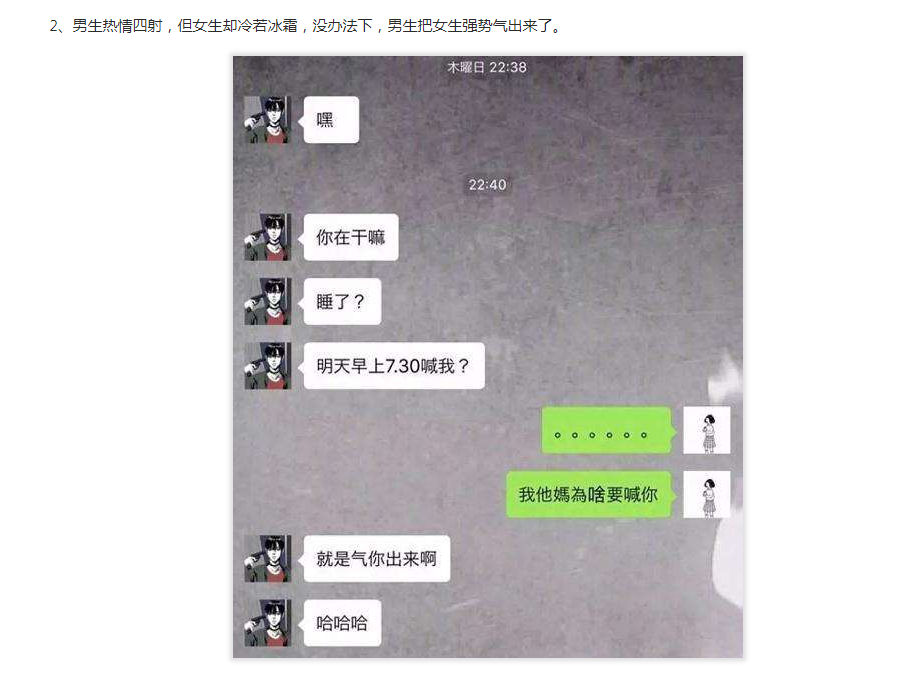 2、男生热情四射，但女生却冷若冰霜，没办法下，男生把女生强势气出来了。
木曜日 22:38
嘿
22:40
你在干嘛
睡了？
明天早上7.30喊我？
。。。。。。
我他媽為啥要喊你
就是气你出来啊
哈哈哈